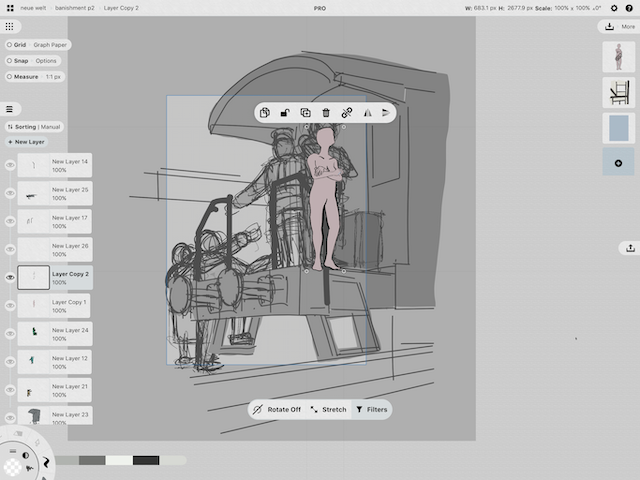 neue welt · banishment p2 · Layer Copy 2
PRO
W: 663.1 px H: 2677.9 px Scale: 100% x 100% ∠0°
Grid · Graph Paper
Snap · Options
Measure · 1:1 px
Sorting | Manual
+ New Layer
New Layer 14
100%
New Layer 25
100%
New Layer 17
100%
New Layer 26
100%
Layer Copy 2
100%
Layer Copy 1
100%
New Layer 24
100%
New Layer 12
100%
New Layer 21
100%
New Layer 23
100%
More
Rotate Off
Stretch
Filters